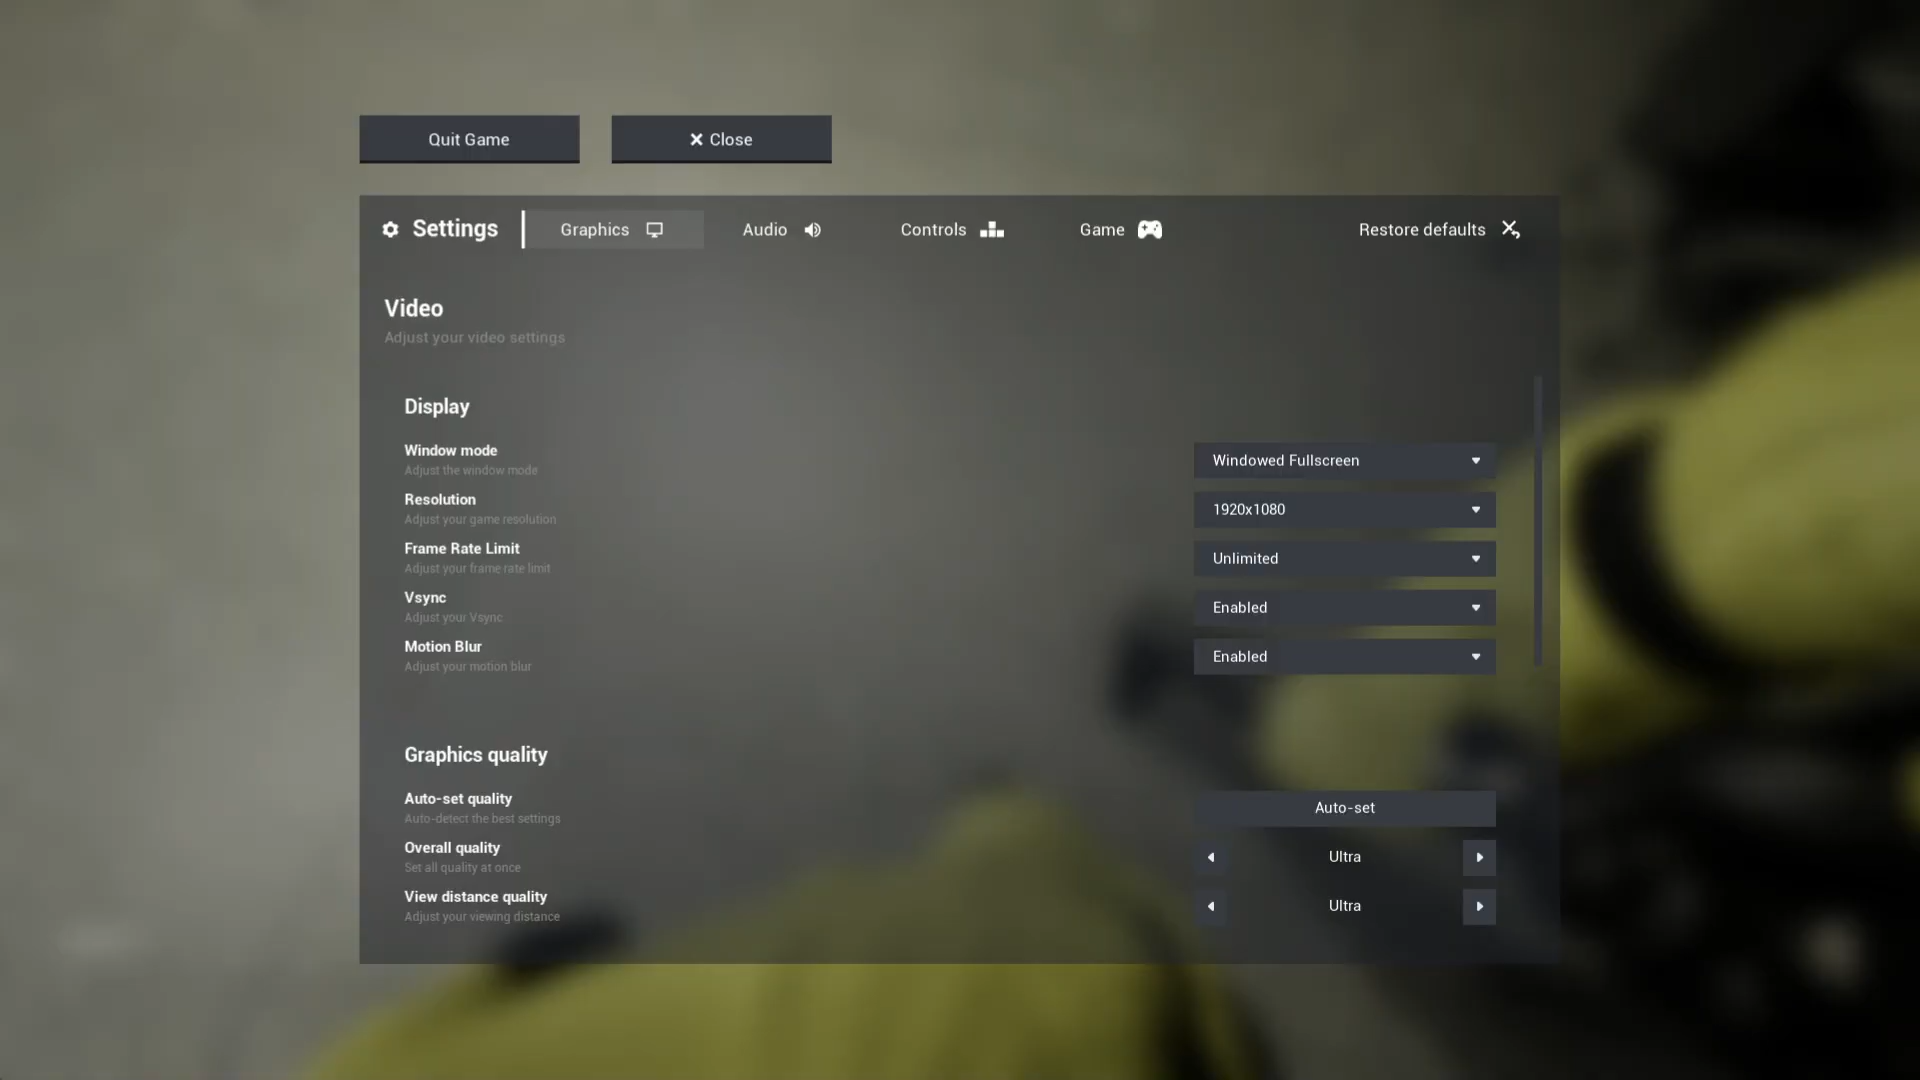 Quit Game
Close
Settings
Graphics
Audio
Controls
Game
Restore defaults
Video
Adjust your video settings
Display
Window mode
Adjust the window mode
Windowed Fullscreen
Resolution
Adjust your game resolution
1920x1080
Frame Rate Limit
Adjust your frame rate limit
Unlimited
Vsync
Adjust your Vsync
Enabled
Motion Blur
Adjust your motion blur
Enabled
Graphics quality
Auto-set quality
Auto-detect the best settings
Auto-set
Overall quality
Set all quality at once
Ultra
View distance quality
Adjust your viewing distance
Ultra